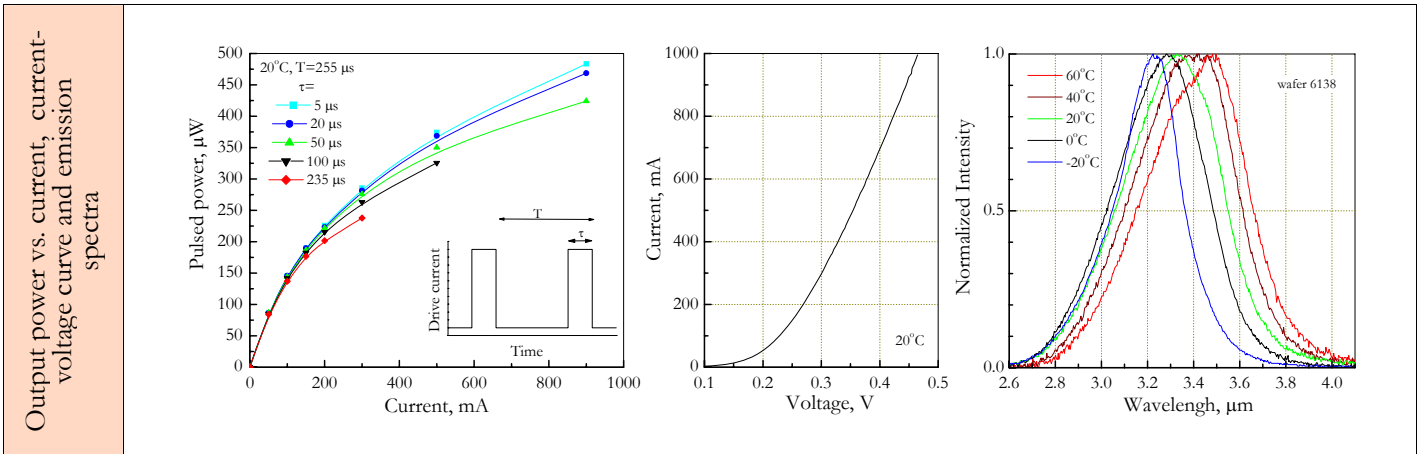 Output power vs. current, current-
voltage curve and emission
spectra
500
450
400
350
300
250
200
150
100
50
0
Pulsed power, μW
20°C, T=255 μs
τ=
5 μs
20 μs
50 μs
100 μs
235 μs
T
τ
Drive current
Time
0
200
400
600
800
1000
Current, mA
1000
800
600
400
200
0
Current, mA
20°C
0.1
0.2
0.3
0.4
0.5
Voltage, V
1.0
0.5
0.0
Normalized Intensity
60°C
40°C
20°C
0°C
-20°C
wafer 6138
2.6
2.8
3.0
3.2
3.4
3.6
3.8
4.0
Wavelengh, μm